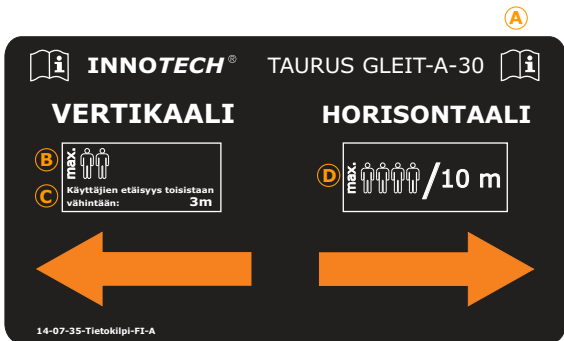 A
INNOTECH® TAURUS GLEIT-A-30
VERTIKAALI
HORISONTAALI
B
max.
C
Käyttäjien etäisyys toisistaan
vähintään: 3m
D
max. /10 m
14-07-35-Tietokilpi-FI-A